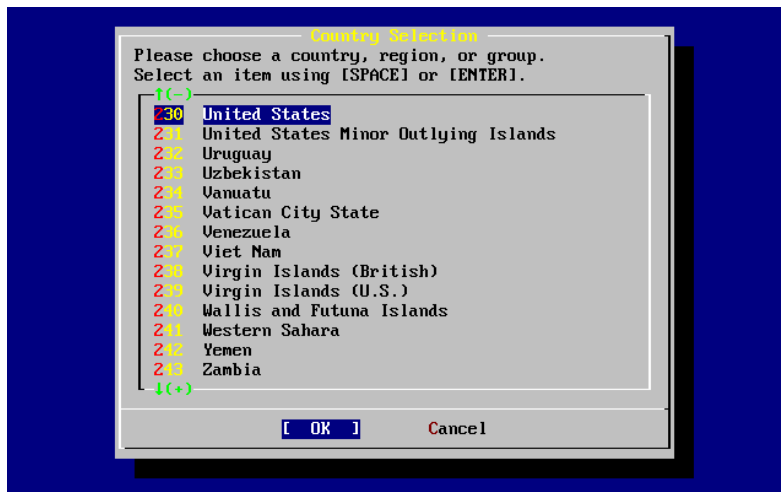 Country Selection
Please choose a country, region, or group.
Select an item using [SPACE] or [ENTER].
↑(-)
230 United States
231 United States Minor Outlying Islands
232 Uruguay
233 Uzbekistan
234 Vanuatu
235 Vatican City State
236 Venezuela
237 Viet Nam
238 Virgin Islands (British)
239 Virgin Islands (U.S.)
240 Wallis and Futuna Islands
241 Western Sahara
242 Yemen
243 Zambia
↓(+)
[ OK ] Cancel